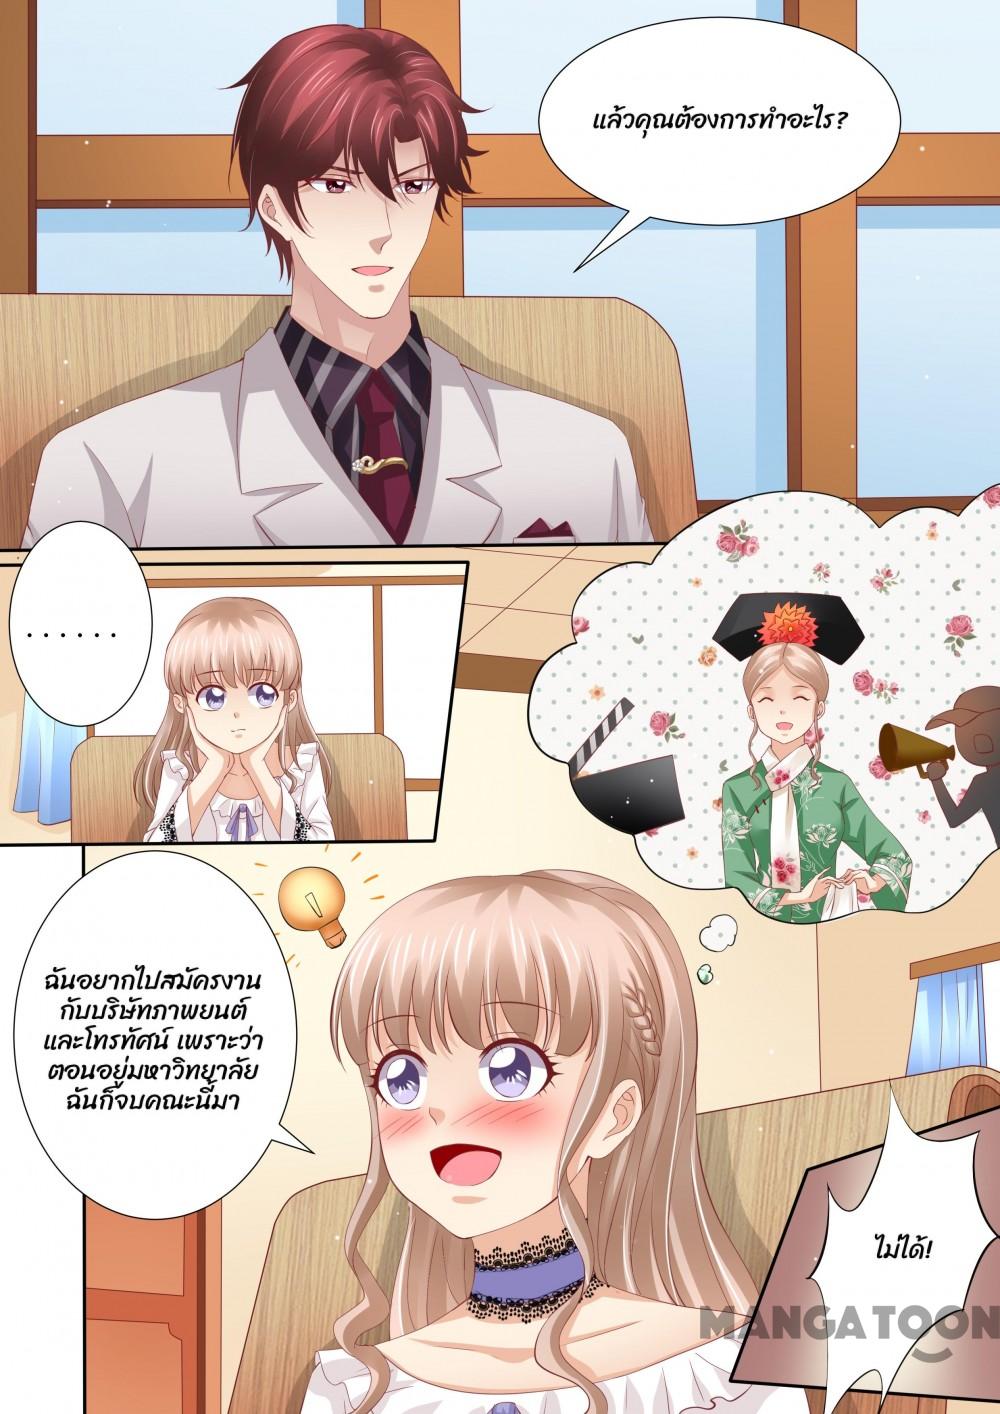 แล้วคุณต้องการทำอะไร?
......
ฉันอยากไปสมัครงาน
กับบริษัทภาพยนต์
และโทรทัศน์ เพราะว่า
ตอนอยู่มหาวิทยาลัย
ฉันก็จบคณะนี้มา
ไม่ได้!
MANGATOON